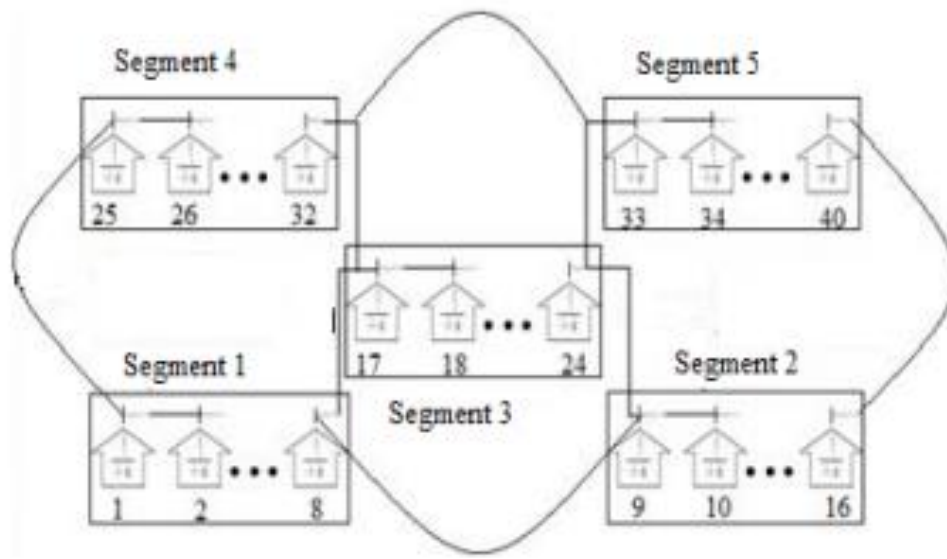 Segment 4
Segment 5
25 26 32
33 34 40
17 18 24
Segment 1
Segment 2
Segment 3
1 2 8
9 10 16